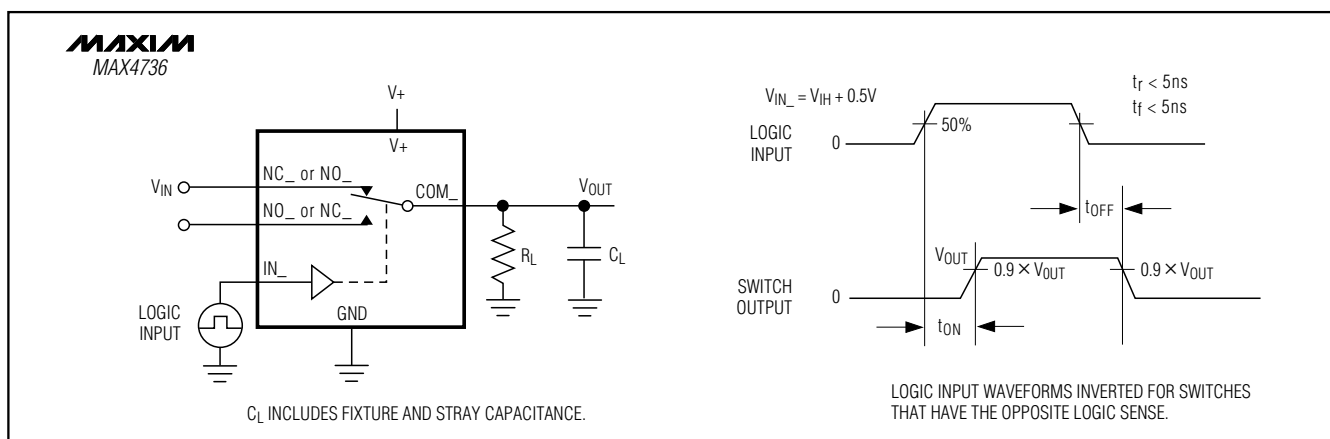 MAXIM
MAX4736
V+
V+
NC_ or NO_
COM_
VIN
VOUT
NO_ or NC_
RL
CL
IN_
GND
LOGIC
INPUT
CL INCLUDES FIXTURE AND STRAY CAPACITANCE.
tr < 5ns
tf < 5ns
VIN_ = VIH + 0.5V
LOGIC
INPUT
0
50%
tOFF
VOUT
0.9 × VOUT
0.9 × VOUT
SWITCH
OUTPUT
0
tON
LOGIC INPUT WAVEFORMS INVERTED FOR SWITCHES
THAT HAVE THE OPPOSITE LOGIC SENSE.